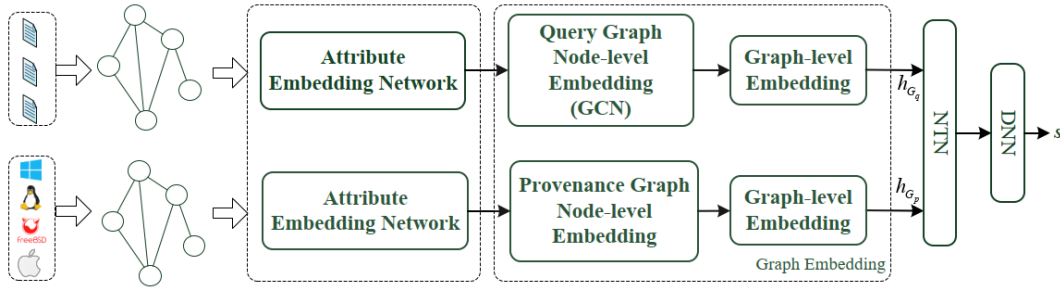 Attribute
Embedding Network
Query Graph
Node-level
Embedding
(GCN)
Graph-level
Embedding
h_{G_q}
NTN
DNN
s
FreeBSD
Attribute
Embedding Network
Provenance Graph
Node-level
Embedding
Graph-level
Embedding
h_{G_p}
Graph Embedding